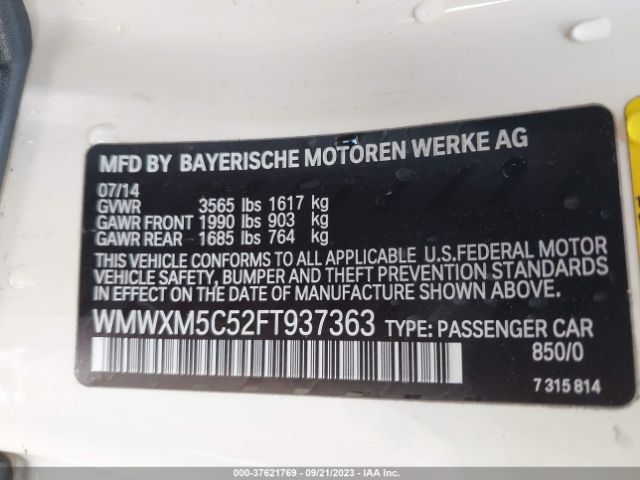 MFD BY BAYERISCHE MOTOREN WERKE AG
07/14
GVWR 3565 lbs 1617 kg
GAWR FRONT 1990 lbs 903 kg
GAWR REAR 1685 lbs 764 kg
THIS VEHICLE CONFORMS TO ALL APPLICABLE U.S.FEDERAL MOTOR
VEHICLE SAFETY, BUMPER AND THEFT PREVENTION STANDARDS
IN EFFECT ON THE DATE OF MANUFACTURE SHOWN ABOVE.
WMWXM5C52FT937363 TYPE: PASSENGER CAR
850/0
7 315 814
000-37621769 - 09/21/2023 - IAA Inc.